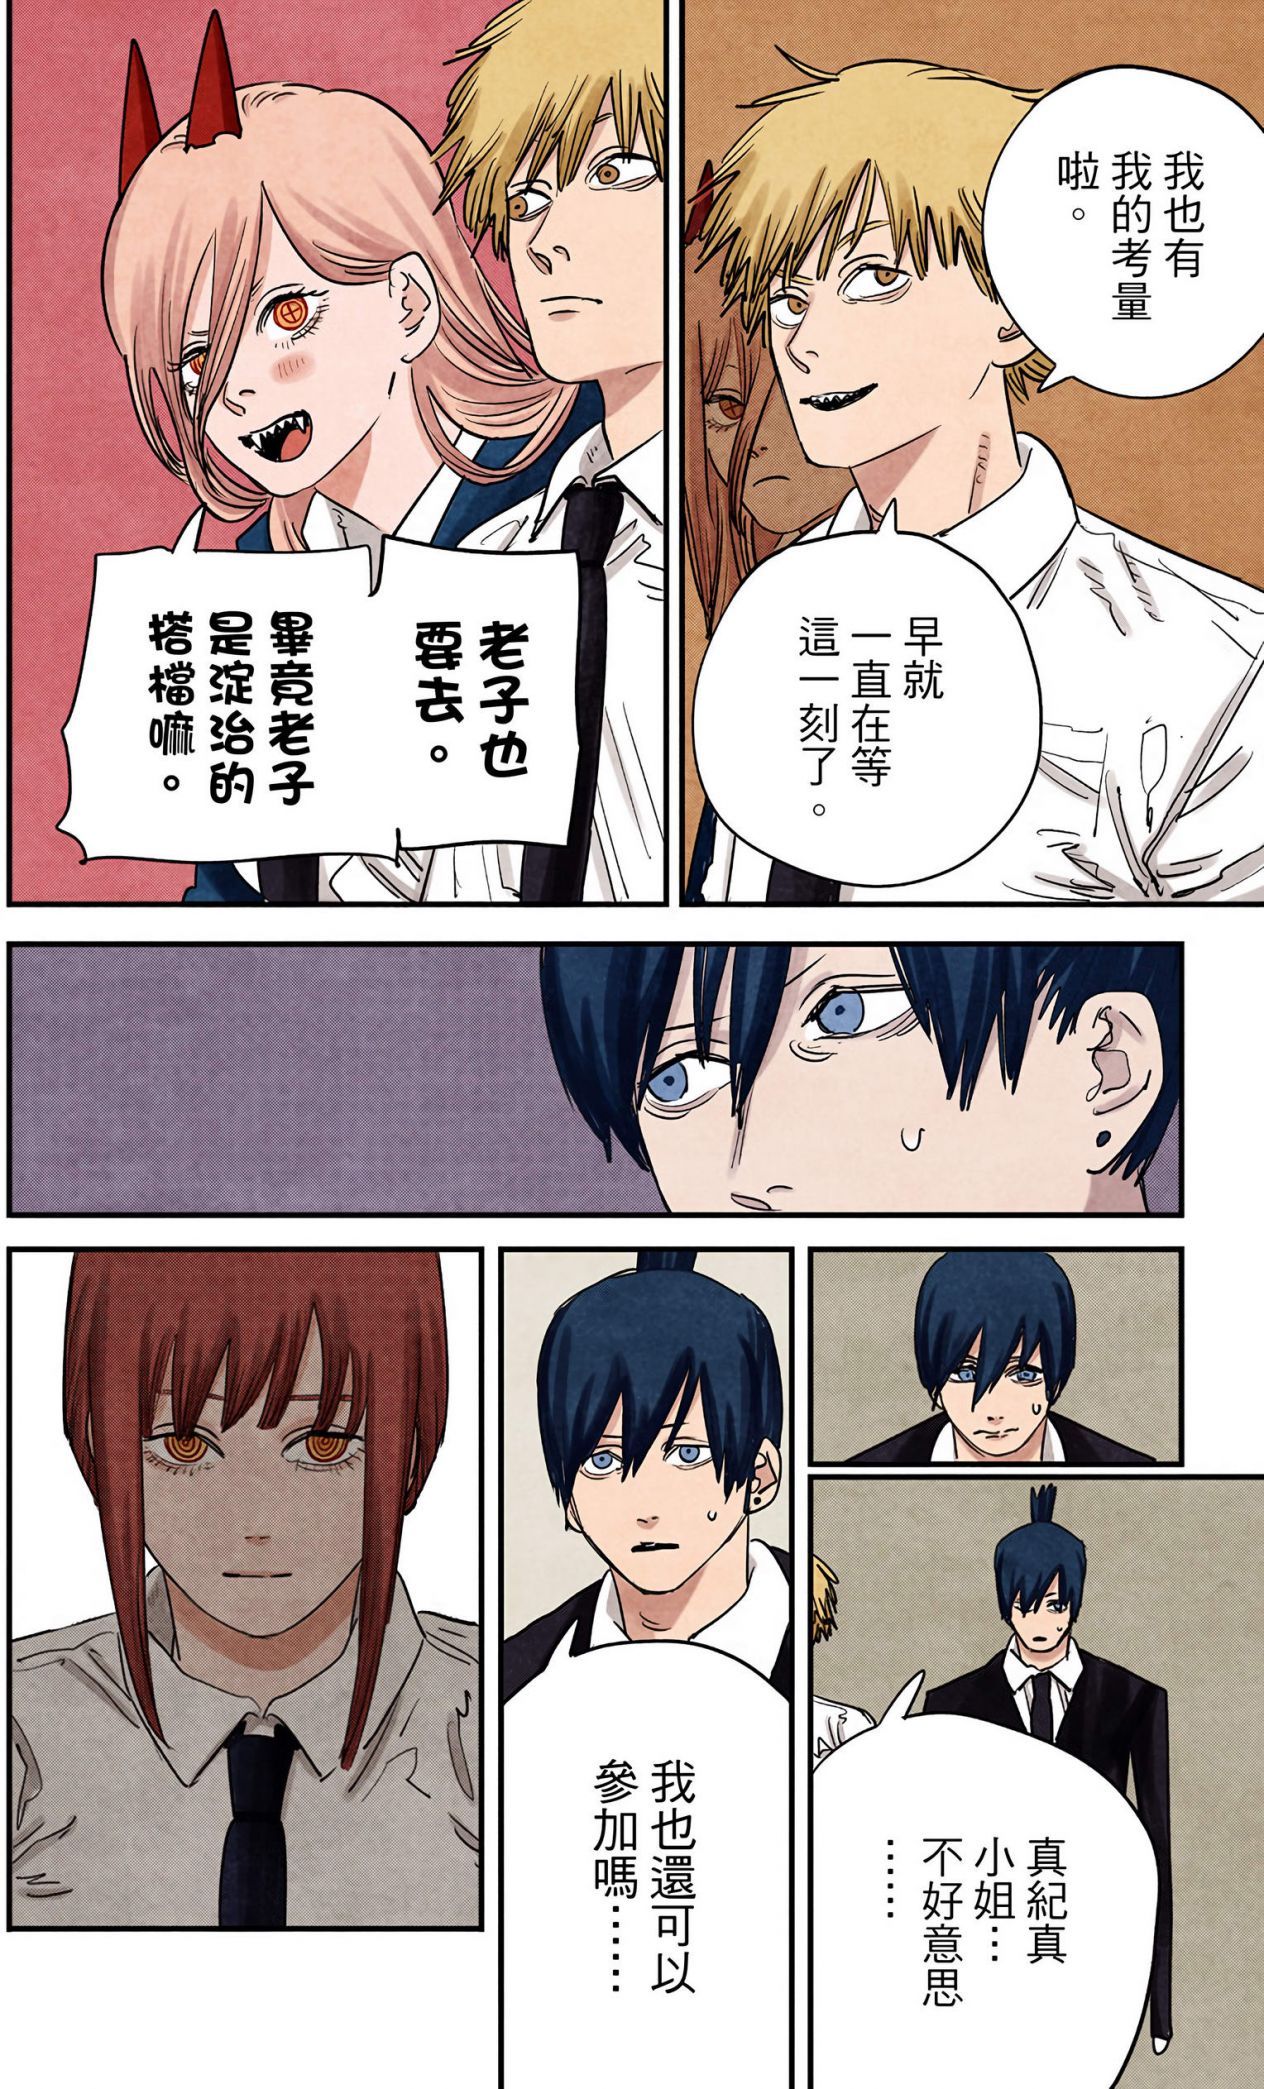 我也有
我的考量
啦。
早就
一直在等
這一刻了。
老子也
要去。
畢竟老子
是淀治的
搭檔嘛。
真紀真
小姐…
不好意思
……
我也還可以
參加嗎……